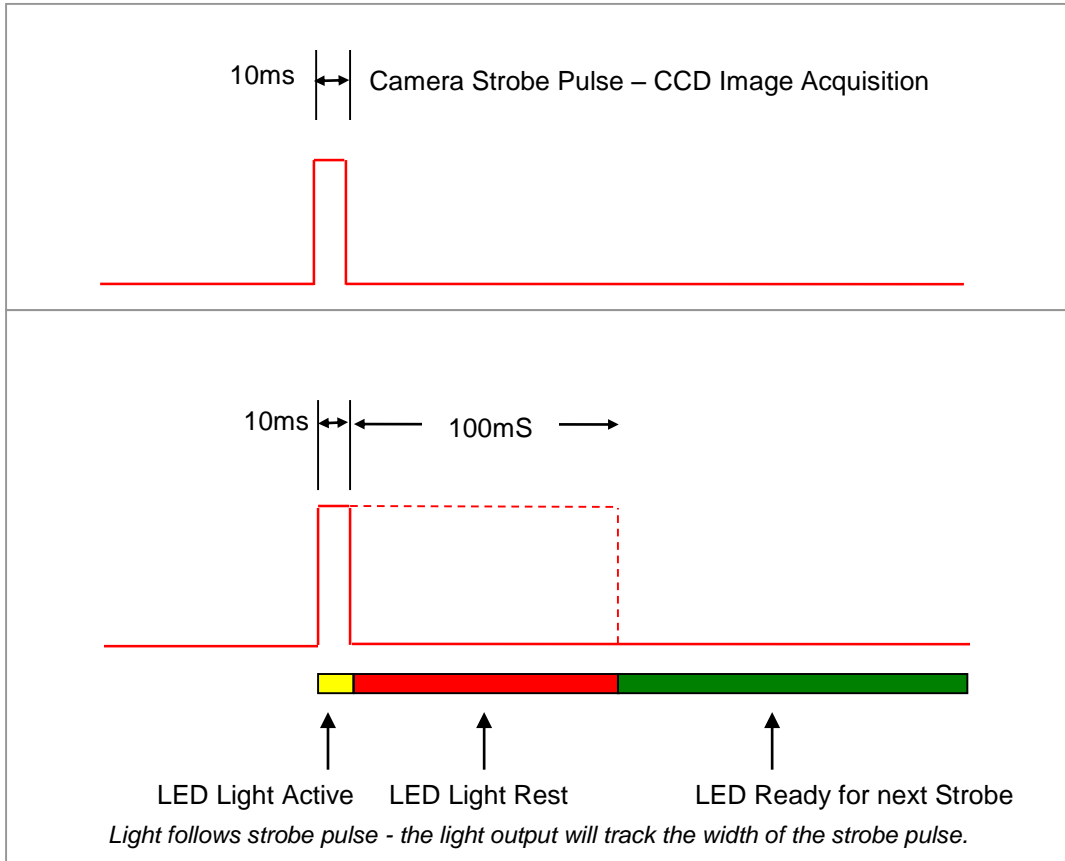 10ms
Camera Strobe Pulse – CCD Image Acquisition
10ms
100mS
LED Light Active
LED Light Rest
LED Ready for next Strobe
Light follows strobe pulse - the light output will track the width of the strobe pulse.